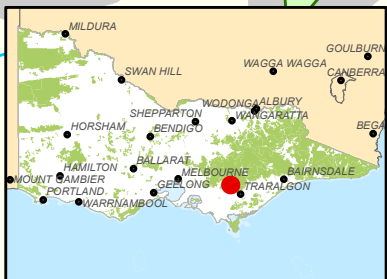 MILDURA
GOULBURN
WAGGA WAGGA
CANBERRA
SWAN HILL
WODONGA
ALBURY
SHEPPARTON
WANGARATTA
HORSHAM
BENDIGO
BEGA
BALLARAT
HAMILTON
MELBOURNE
BAIRNSDALE
MOUNT GAMBIER
GEELONG
TRARALGON
PORTLAND
WARRNAMBOOL